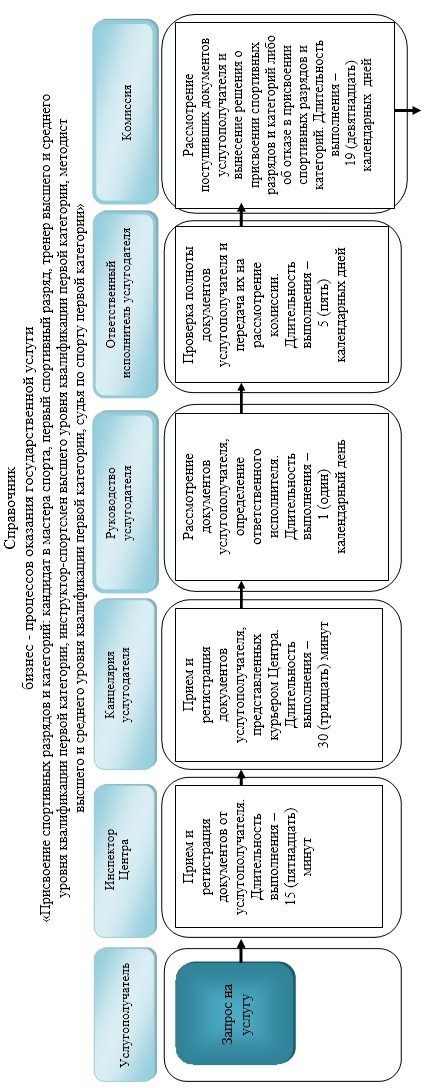 Справочник
бизнес - процессов оказания государственной услуги
«Присвоение спортивных разрядов и категорий: кандидат в мастера спорта, первый спортивный разряд, тренер высшего и среднего
уровня квалификации первой категории, инструктор-спортсмен высшего уровня квалификации первой категории, методист
высшего и среднего уровня квалификации первой категории, судья по спорту первой категории»
Услугополучатель
Запрос на
услугу
Инспектор
Центра
Прием и
регистрация
документов от
услугополучателя.
Длительность
выполнения –
15 (пятнадцать)
минут
Канцелярия
услугодателя
Прием и
регистрация
документов
услугополучателя,
представленных
курьером Центра.
Длительность
выполнения –
30 (тридцать) минут
Руководство
услугодателя
Рассмотрение
документов
услугополучателя,
определение
ответственного
исполнителя.
Длительность
выполнения –
1 (один)
календарный день
Ответственный
исполнитель услугодателя
Проверка полноты
документов
услугополучателя и
передача их на
рассмотрение
комиссии.
Длительность
выполнения –
5 (пять)
календарных дней
Комиссия
Рассмотрение
поступивших документов
услугополучателя и
вынесение решения о
присвоении спортивных
разрядов и категорий либо
об отказе в присвоении
спортивных разрядов и
категорий. Длительность
выполнения –
19 (девятнадцать)
календарных дней